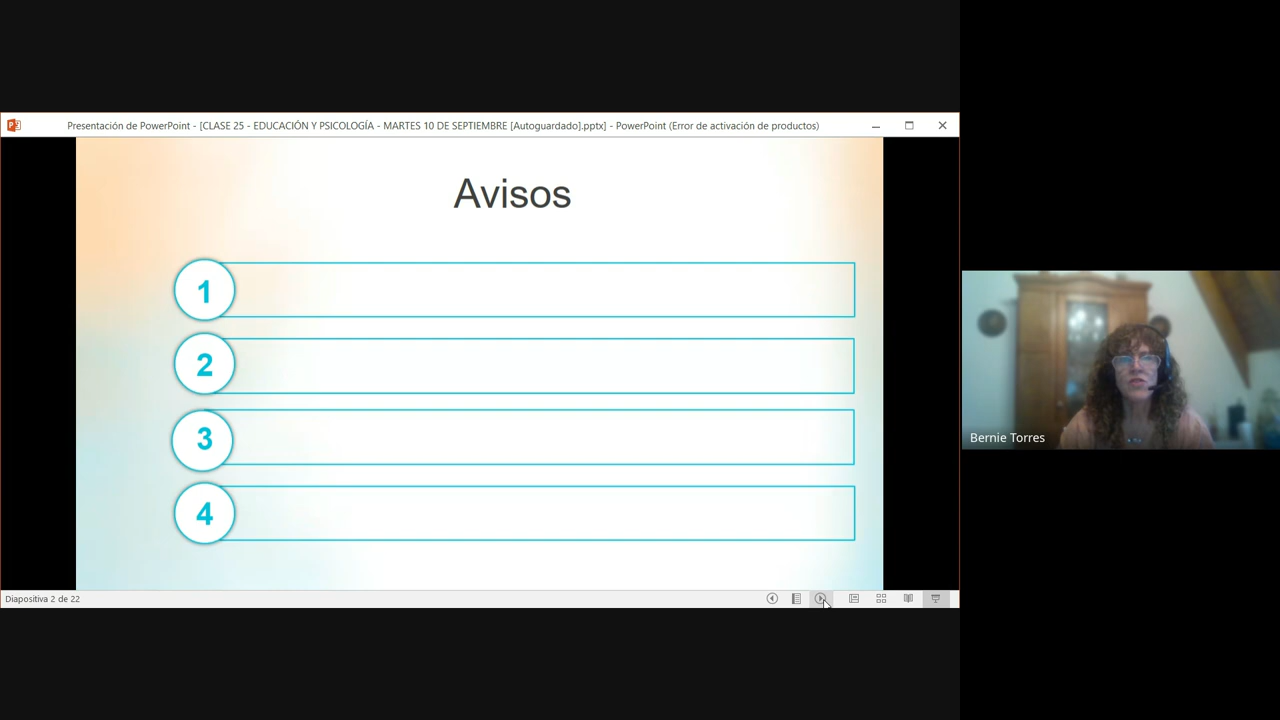 Presentación de PowerPoint - [CLASE 25 - EDUCACIÓN Y PSICOLOGÍA - MARTES 10 DE SEPTIEMBRE [Autoguardado].pptx] - PowerPoint (Error de activación de productos)
Avisos
1
2
3
4
Bernie Torres
Diapositiva 2 de 22